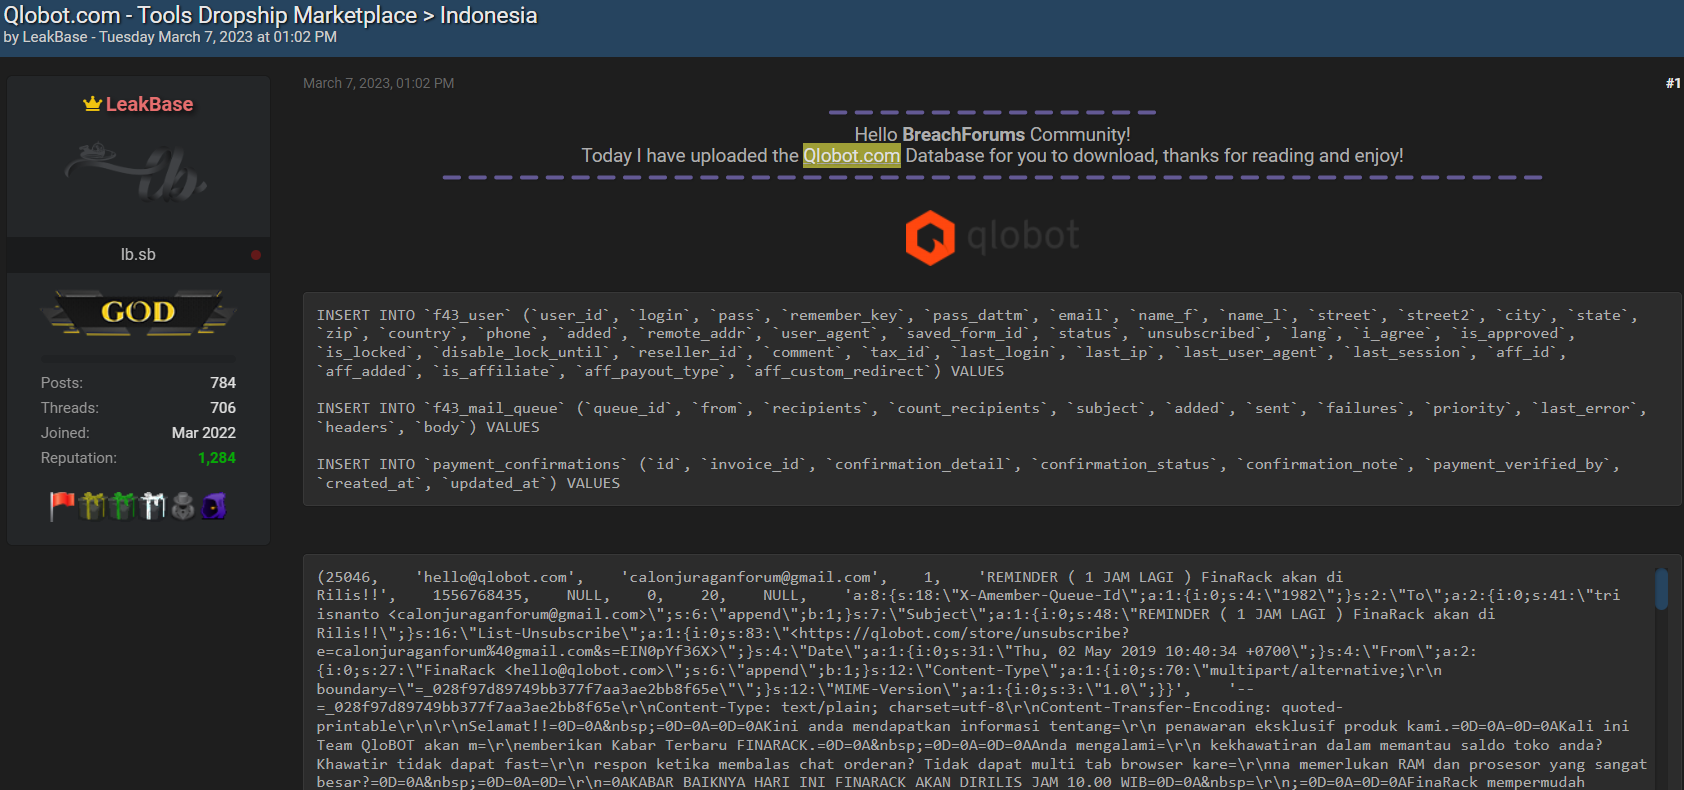 Qlobot.com - Tools Dropship Marketplace > Indonesia
by LeakBase - Tuesday March 7, 2023 at 01:02 PM
LeakBase
lb.sb
GOD
Posts: 784
Threads: 706
Joined: Mar 2022
Reputation: 1,284
March 7, 2023, 01:02 PM
#1
Hello BreachForums Community!
Today I have uploaded the Qlobot.com Database for you to download, thanks for reading and enjoy!
qlobot
INSERT INTO `f43_user` (`user_id`, `login`, `pass`, `remember_key`, `pass_dattm`, `email`, `name_f`, `name_l`, `street`, `street2`, `city`, `state`,
`zip`, `country`, `phone`, `added`, `remote_addr`, `user_agent`, `saved_form_id`, `status`, `unsubscribed`, `lang`, `i_agree`, `is_approved`,
`is_locked`, `disable_lock_until`, `reseller_id`, `comment`, `tax_id`, `last_login`, `last_ip`, `last_user_agent`, `last_session`, `aff_id`,
`aff_added`, `is_affiliate`, `aff_payout_type`, `aff_custom_redirect`) VALUES
INSERT INTO `f43_mail_queue` (`queue_id`, `from`, `recipients`, `count_recipients`, `subject`, `added`, `sent`, `failures`, `priority`, `last_error`,
`headers`, `body`) VALUES
INSERT INTO `payment_confirmations` (`id`, `invoice_id`, `confirmation_detail`, `confirmation_status`, `confirmation_note`, `payment_verified_by`,
`created_at`, `updated_at`) VALUES
(25046, 'hello@qlobot.com', 'calonjuraganforum@gmail.com', 1, 'REMINDER ( 1 JAM LAGI ) FinaRack akan di
Rilis!!', 1556768435, NULL, 0, 20, NULL, 'a:8:{s:18:\"X-Amember-Queue-Id\";a:1:{i:0;s:4:\"1982\";}s:2:\"To\";a:2:{i:0;s:41:\"tri
isnanto <calonjuraganforum@gmail.com>\";s:6:\"append\";b:1;}s:7:\"Subject\";a:1:{i:0;s:48:\"REMINDER ( 1 JAM LAGI ) FinaRack akan di
Rilis!!\";}s:16:\"List-Unsubscribe\";a:1:{i:0;s:83:\"<https://qlobot.com/store/unsubscribe?
e=calonjuraganforum%40gmail.com&s=EIN0pYf36X>\";}s:4:\"Date\";a:1:{i:0;s:31:\"Thu, 02 May 2019 10:40:34 +0700\";}s:4:\"From\";a:2:
{i:0;s:27:\"FinaRack <hello@qlobot.com>\";s:6:\"append\";b:1;}s:12:\"Content-Type\";a:1:{i:0;s:70:\"multipart/alternative;\r\n
boundary=\"=_028f97d89749bb377f7aa3ae2bb8f65e\"\";}s:12:\"MIME-Version\";a:1:{i:0;s:3:\"1.0\";}}', '--
=_028f97d89749bb377f7aa3ae2bb8f65e\r\nContent-Type: text/plain; charset=utf-8\r\nContent-Transfer-Encoding: quoted-
printable\r\n\r\nSelamat!!=0D=0A&nbsp;=0D=0A=0D=0AKini anda mendapatkan informasi tentang=\r\n penawaran eksklusif produk kami.=0D=0A=0D=0AKali ini
Team QloBOT akan m=\r\nemberikan Kabar Terbaru FINARACK.=0D=0A&nbsp;=0D=0A=0D=0AAnda mengalami=\r\n kekhawatiran dalam memantau saldo toko anda?
Khawatir tidak dapat fast=\r\n respon ketika membalas chat orderan? Tidak dapat multi tab browser kare=\r\nna memerlukan RAM dan prosesor yang sangat
besar?=0D=0A&nbsp;=0D=0A=0D=\r\n=0AKABAR BAIKNYA HARI INI FINARACK AKAN DIRILIS JAM 10.00 WIB=0D=0A&nbsp=\r\n;=0D=0A=0D=0AFinaRack mempermudah